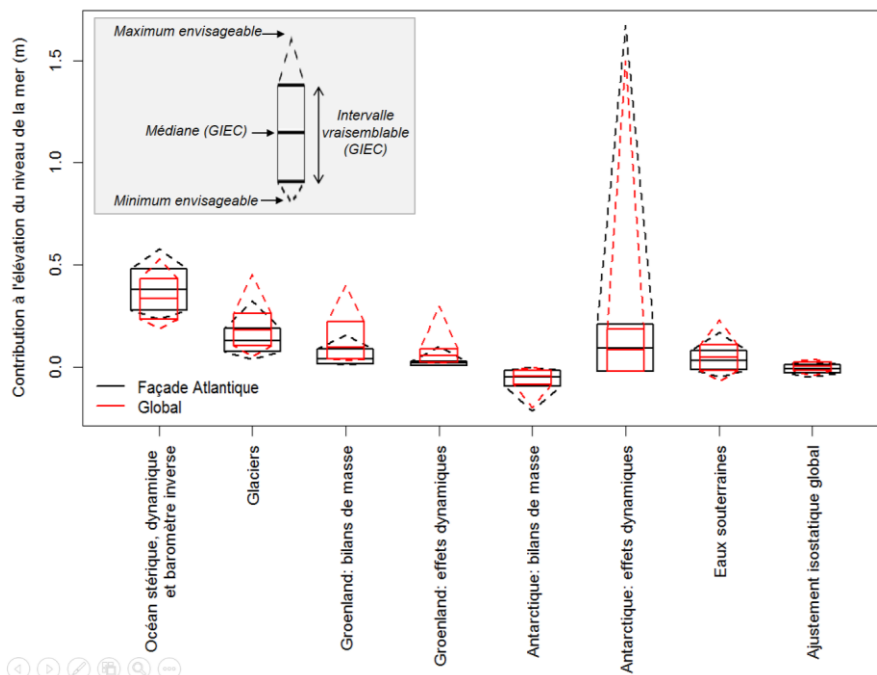 Maximum envisageable
Médiane (GIEC)
Intervalle
vraisemblable
(GIEC)
Minimum envisageable
Contribution à l'élévation du niveau de la mer (m)
1.5
1.0
0.5
0.0
Façade Atlantique
Global
Océan stérique, dynamique
et baromètre inverse
Glaciers
Groenland: bilans de masse
Groenland: effets dynamiques
Antarctique: bilans de masse
Antarctique: effets dynamiques
Eaux souterraines
Ajustement isostatique global